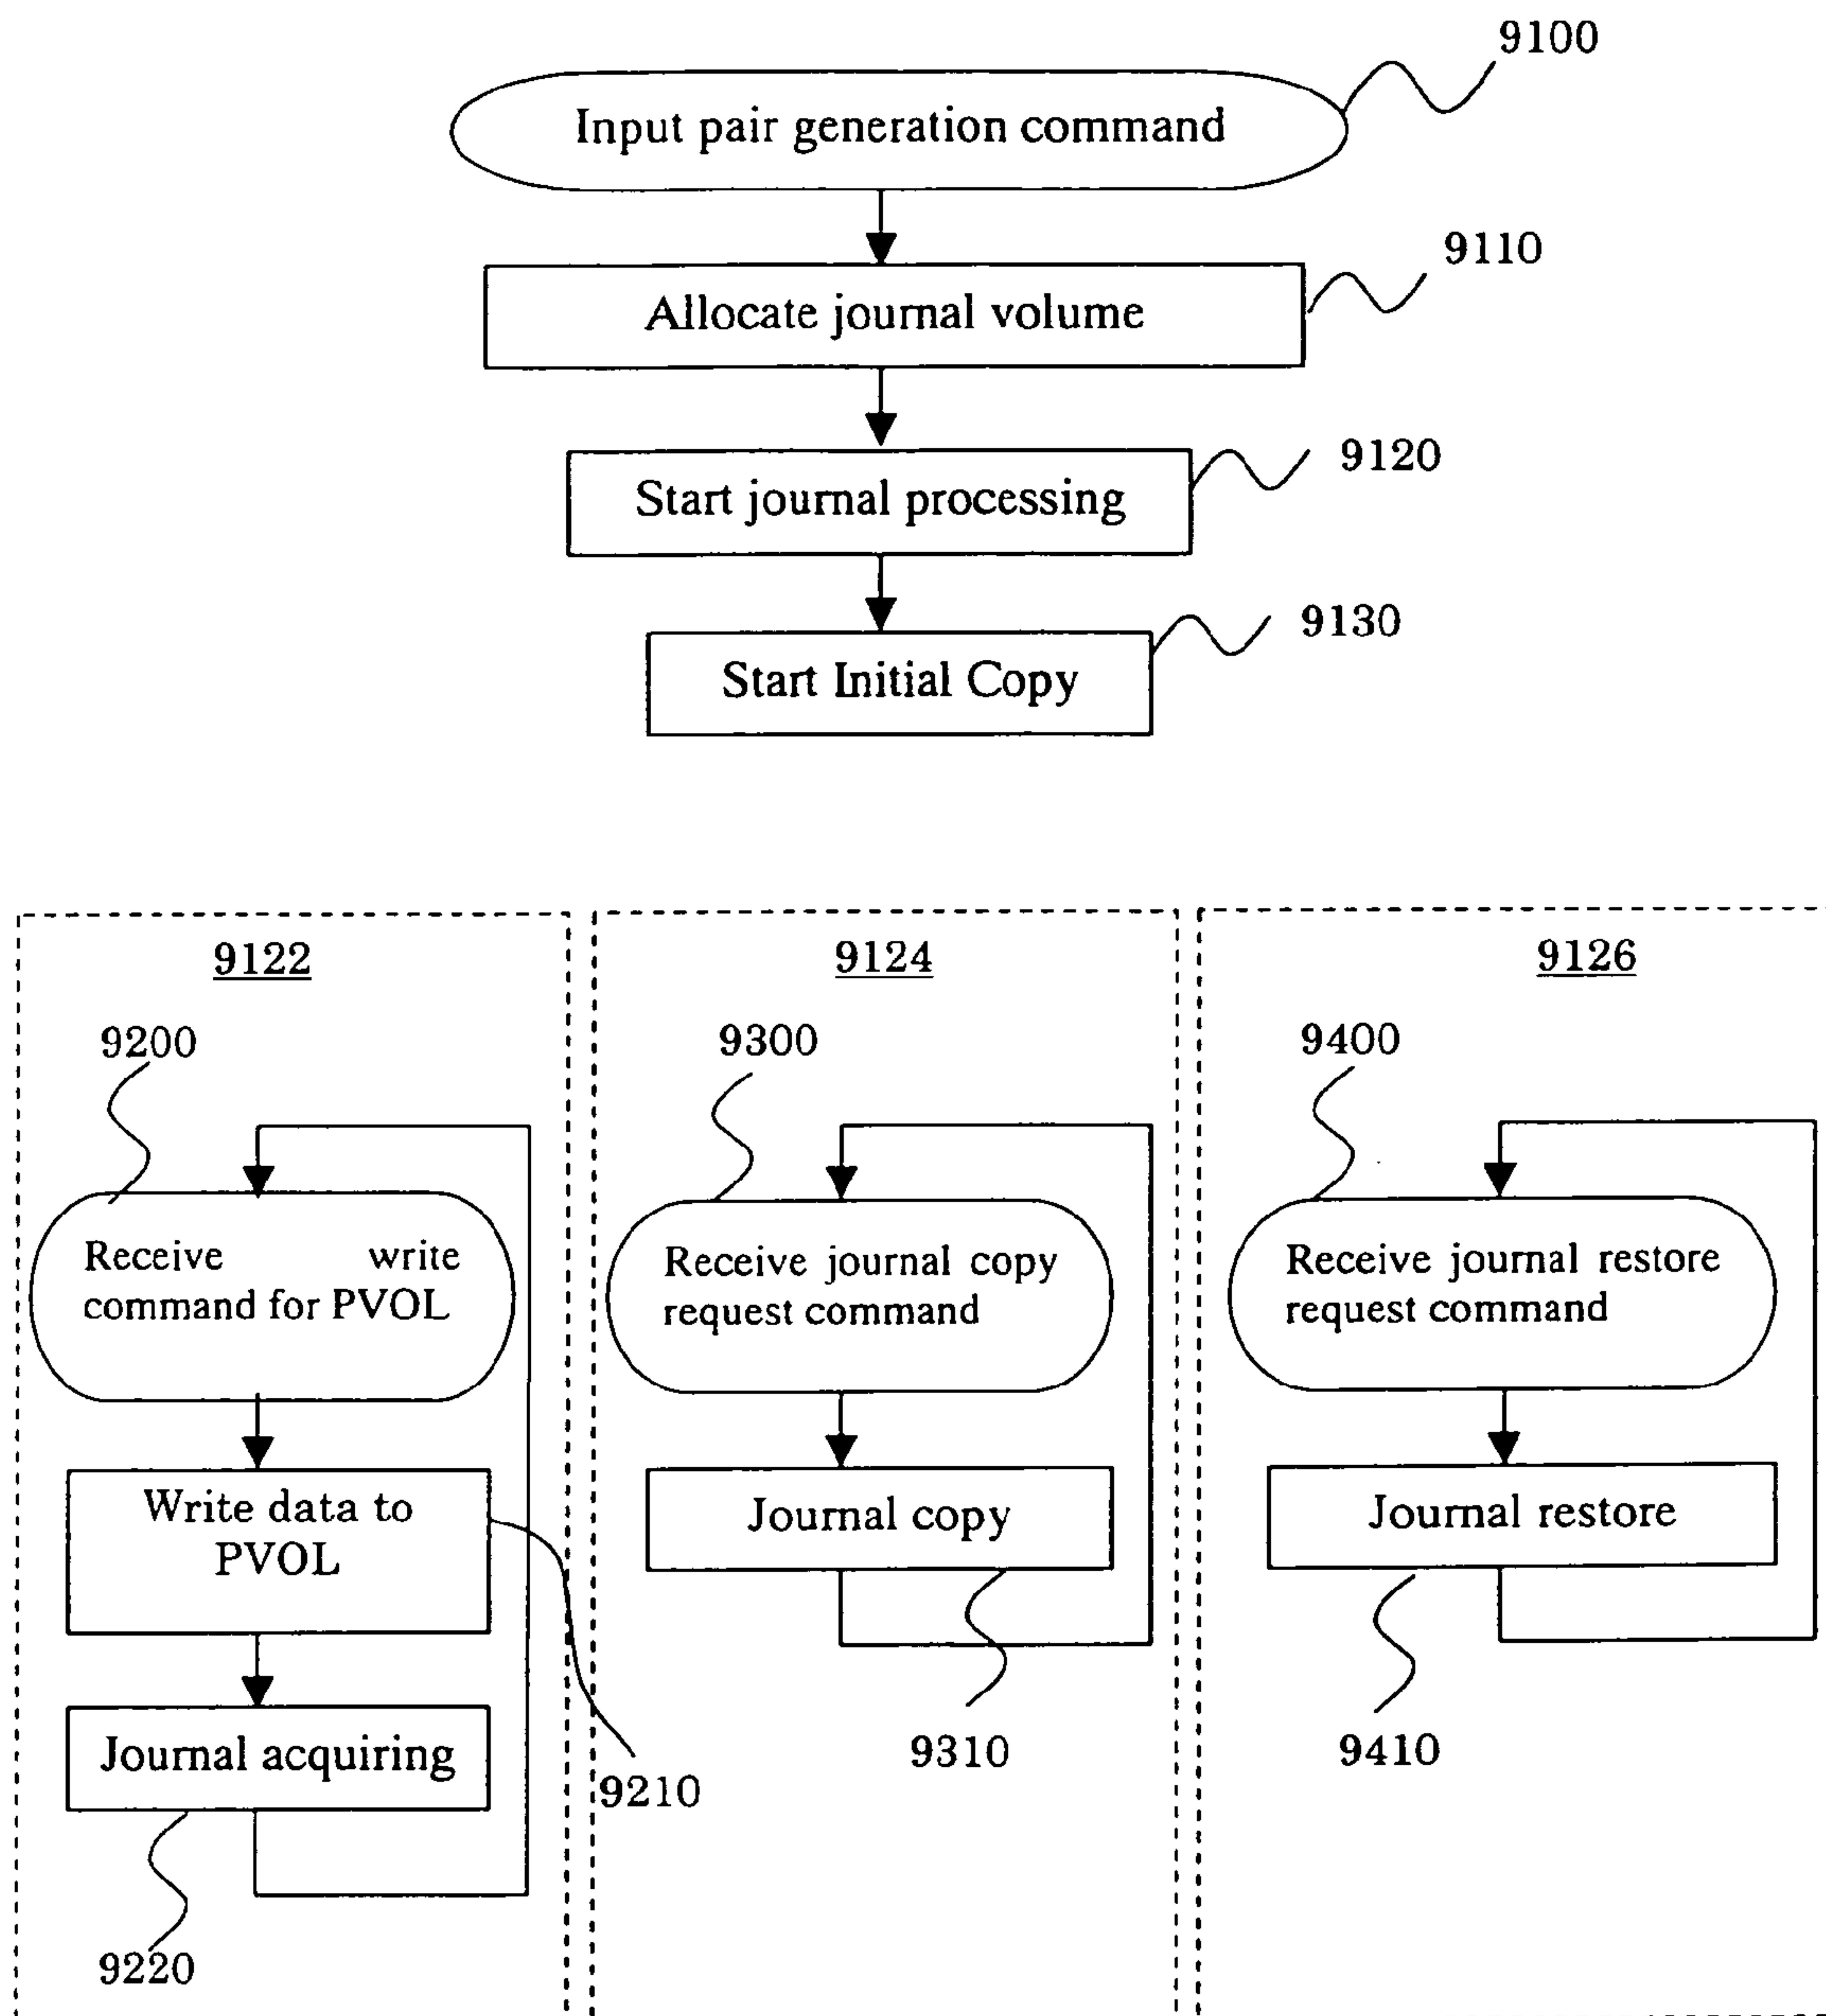 9100
Input pair generation command
9110
Allocate journal volume
9120
Start journal processing
9130
Start Initial Copy
9122
9200
Receive write
command for PVOL
Write data to
PVOL
9210
Journal acquiring
9220
9124
9300
Receive journal copy
request command
Journal copy
9310
9126
9400
Receive journal restore
request command
Journal restore
9410